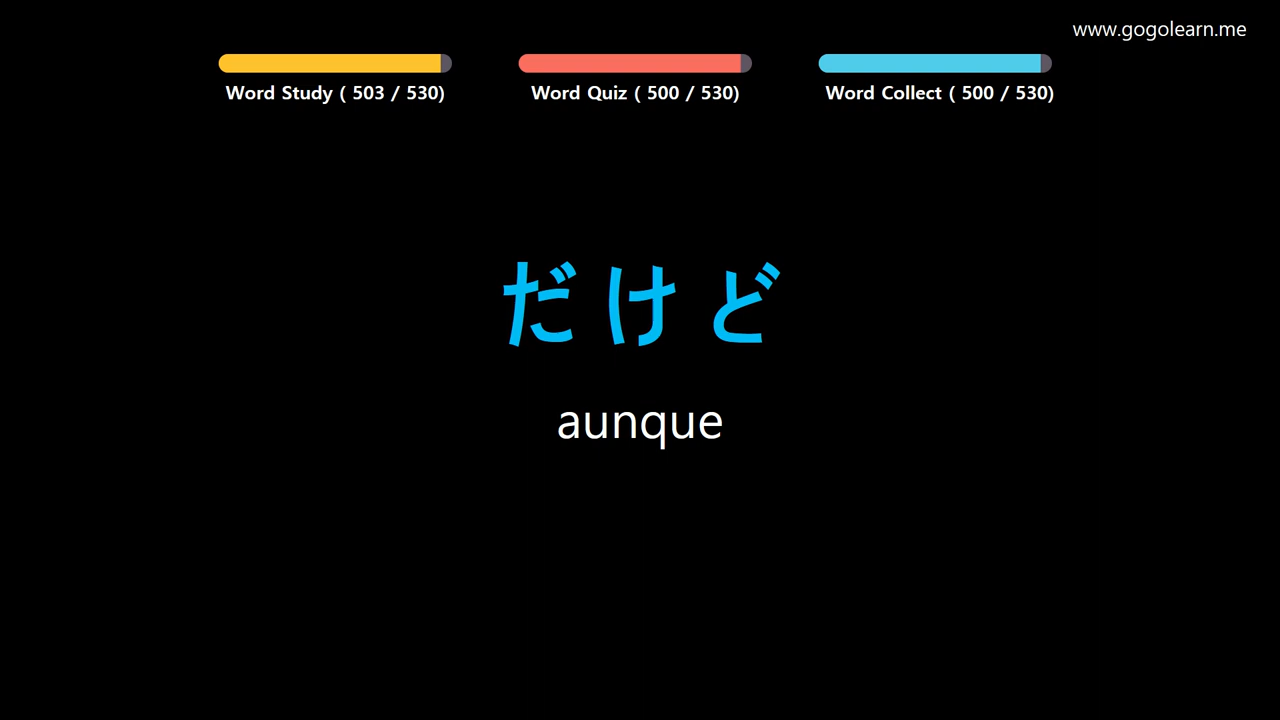 www.gogolearn.me
Word Study ( 503 / 530)
Word Quiz ( 500 / 530)
Word Collect ( 500 / 530)
だけど
aunque